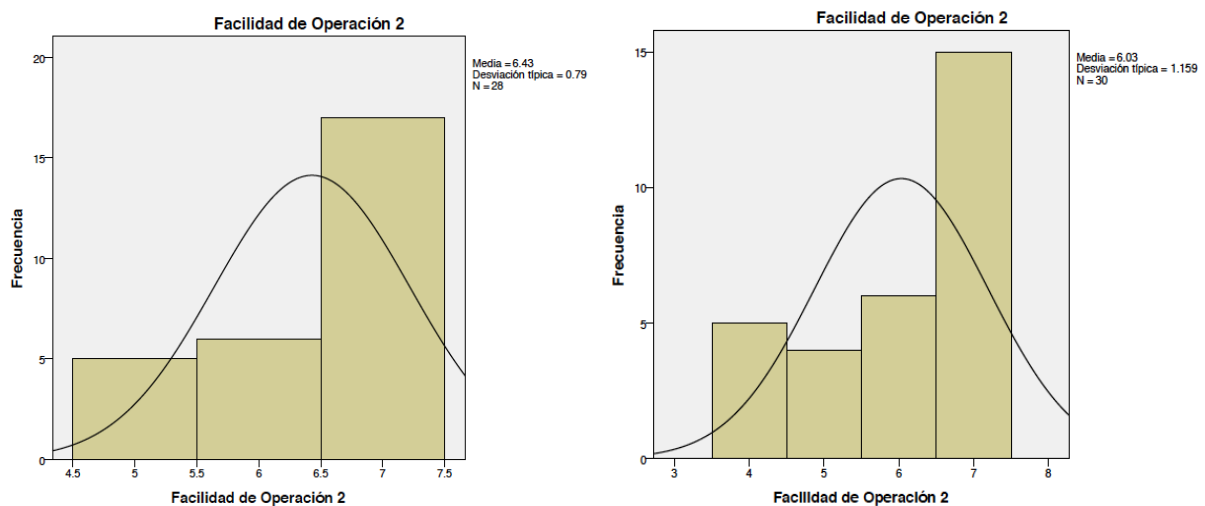 Facilidad de Operación 2
Media = 6.43
Desviación típica = 0.79
N = 28
20
15
10
5
0
Frecuencia
4.5 5 5.5 6 6.5 7 7.5
Facilidad de Operación 2
Facilidad de Operación 2
Media = 6.03
Desviación típica = 1.159
N = 30
15
10
5
0
Frecuencia
3 4 5 6 7 8
Facilidad de Operación 2